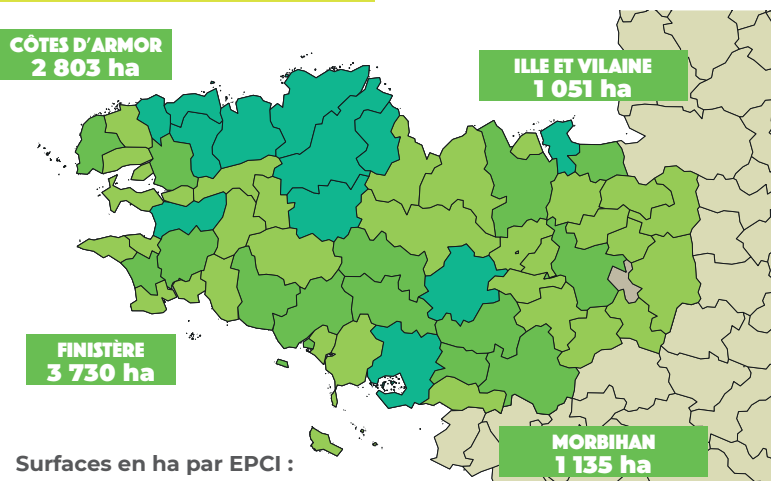 CÔTES D'ARMOR
2 803 ha
ILLE ET VILAINE
1 051 ha
FINISTÈRE
3 730 ha
MORBIHAN
1 135 ha
Surfaces en ha par EPCI :